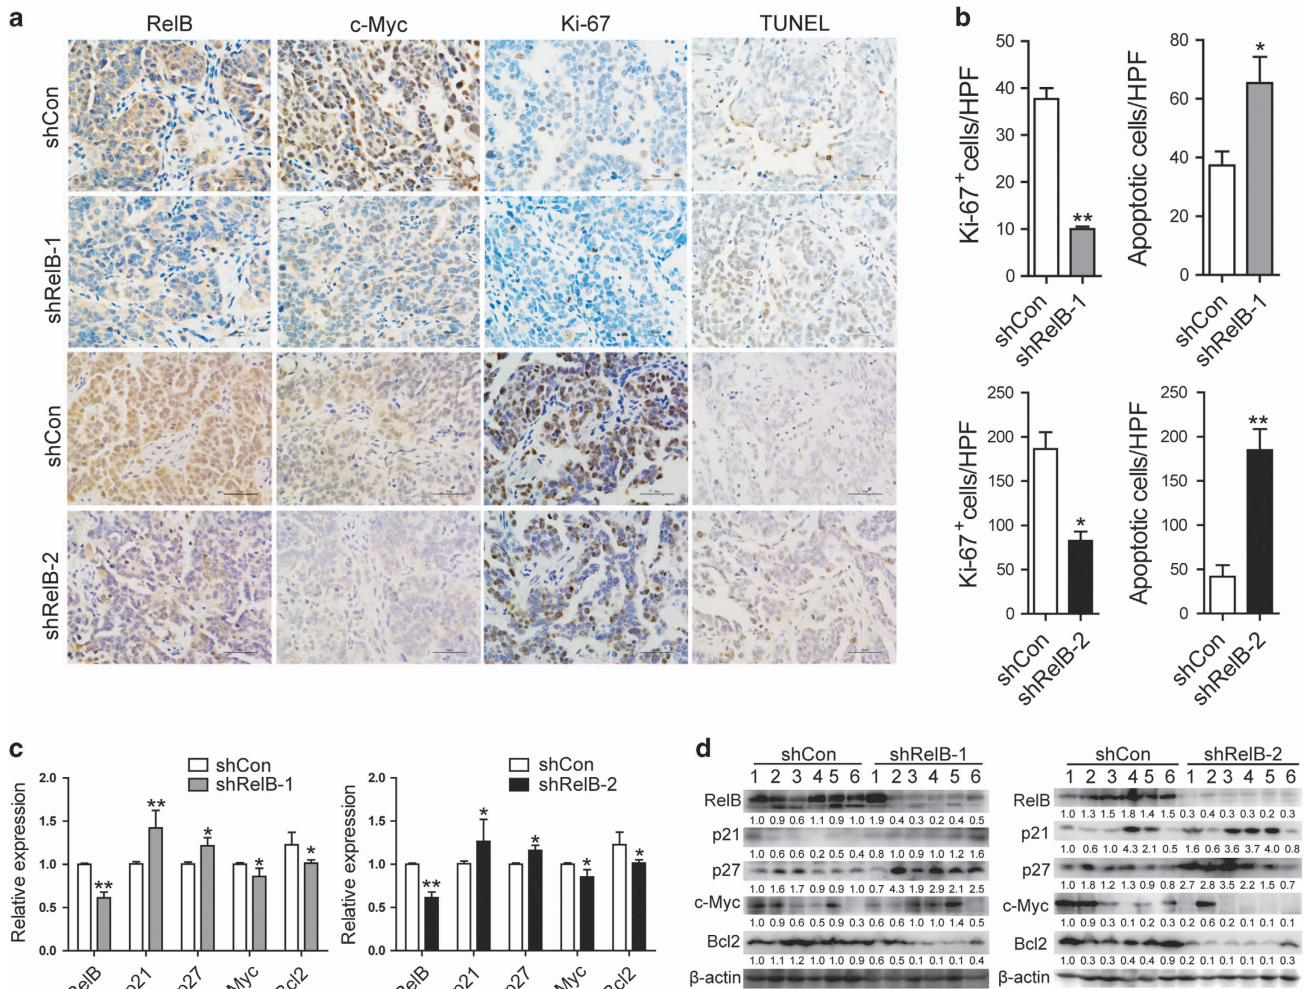 a
RelB c-Myc Ki-67 TUNEL
shCon
shRelB-1
shCon
shRelB-2
b
Ki-67+ cells/HPF
50
40
30
20
10
0
**
shCon
shRelB-1
Apoptotic cells/HPF
80
60
40
20
0
*
shCon
shRelB-1
Ki-67+ cells/HPF
250
200
150
100
50
0
*
shCon
shRelB-2
Apoptotic cells/HPF
250
200
150
100
50
0
**
shCon
shRelB-2
c
shCon
shRelB-1
Relative expression
2.0
1.5
1.0
0.5
0.0
** ** * * *
RelB p21 p27 Myc Bcl2
shCon
shRelB-2
Relative expression
2.0
1.5
1.0
0.5
0.0
** * * * *
RelB p21 p27 Myc Bcl2
d
shCon shRelB-1
1 2 3 4 5 6 1 2 3 4 5 6
RelB
1.0 0.9 0.6 1.1 0.9 1.0 1.9 0.4 0.3 0.2 0.4 0.5
p21
1.0 0.6 0.6 0.2 0.5 0.4 0.8 1.0 0.9 1.0 1.2 1.6
p27
1.0 1.6 1.7 0.9 0.9 1.0 0.7 4.3 1.9 2.9 2.1 2.5
c-Myc
1.0 0.9 0.5 0.5 0.9 0.3 0.6 0.6 1.0 1.0 1.4 0.5
Bcl2
1.0 1.1 1.2 1.0 1.0 0.9 0.6 0.2 0.1 0.1 0.1 0.4
β-actin
shCon shRelB-2
1 2 3 4 5 6 1 2 3 4 5 6
RelB
1.0 1.3 1.5 1.8 1.4 1.5 0.3 0.4 0.3 0.3 0.2 0.3
p21
1.0 0.6 1.0 4.3 2.1 0.5 1.6 0.6 3.6 3.7 4.0 0.8
p27
1.0 1.8 1.2 1.3 0.9 0.8 2.7 2.8 3.5 2.2 1.5 0.7
c-Myc
1.0 0.9 0.3 0.2 0.1 0.3 0.2 0.6 0.1 0.1 0.1 0.1
Bcl2
1.0 0.3 0.3 0.4 0.4 0.9 0.2 0.1 0.1 0.1 0.1 0.2
β-actin